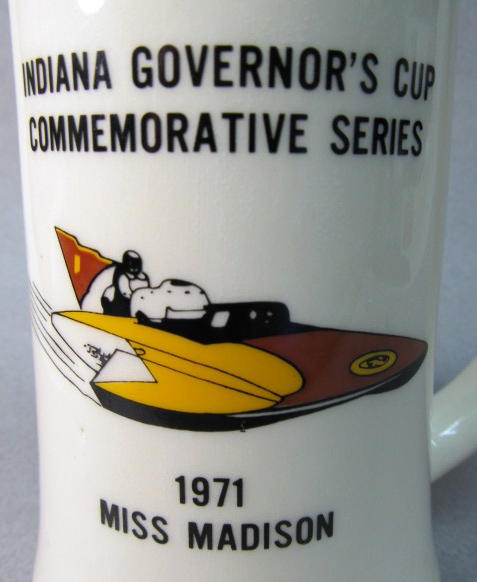 INDIANA GOVERNOR'S CUP
COMMEMORATIVE SERIES
1971
MISS MADISON